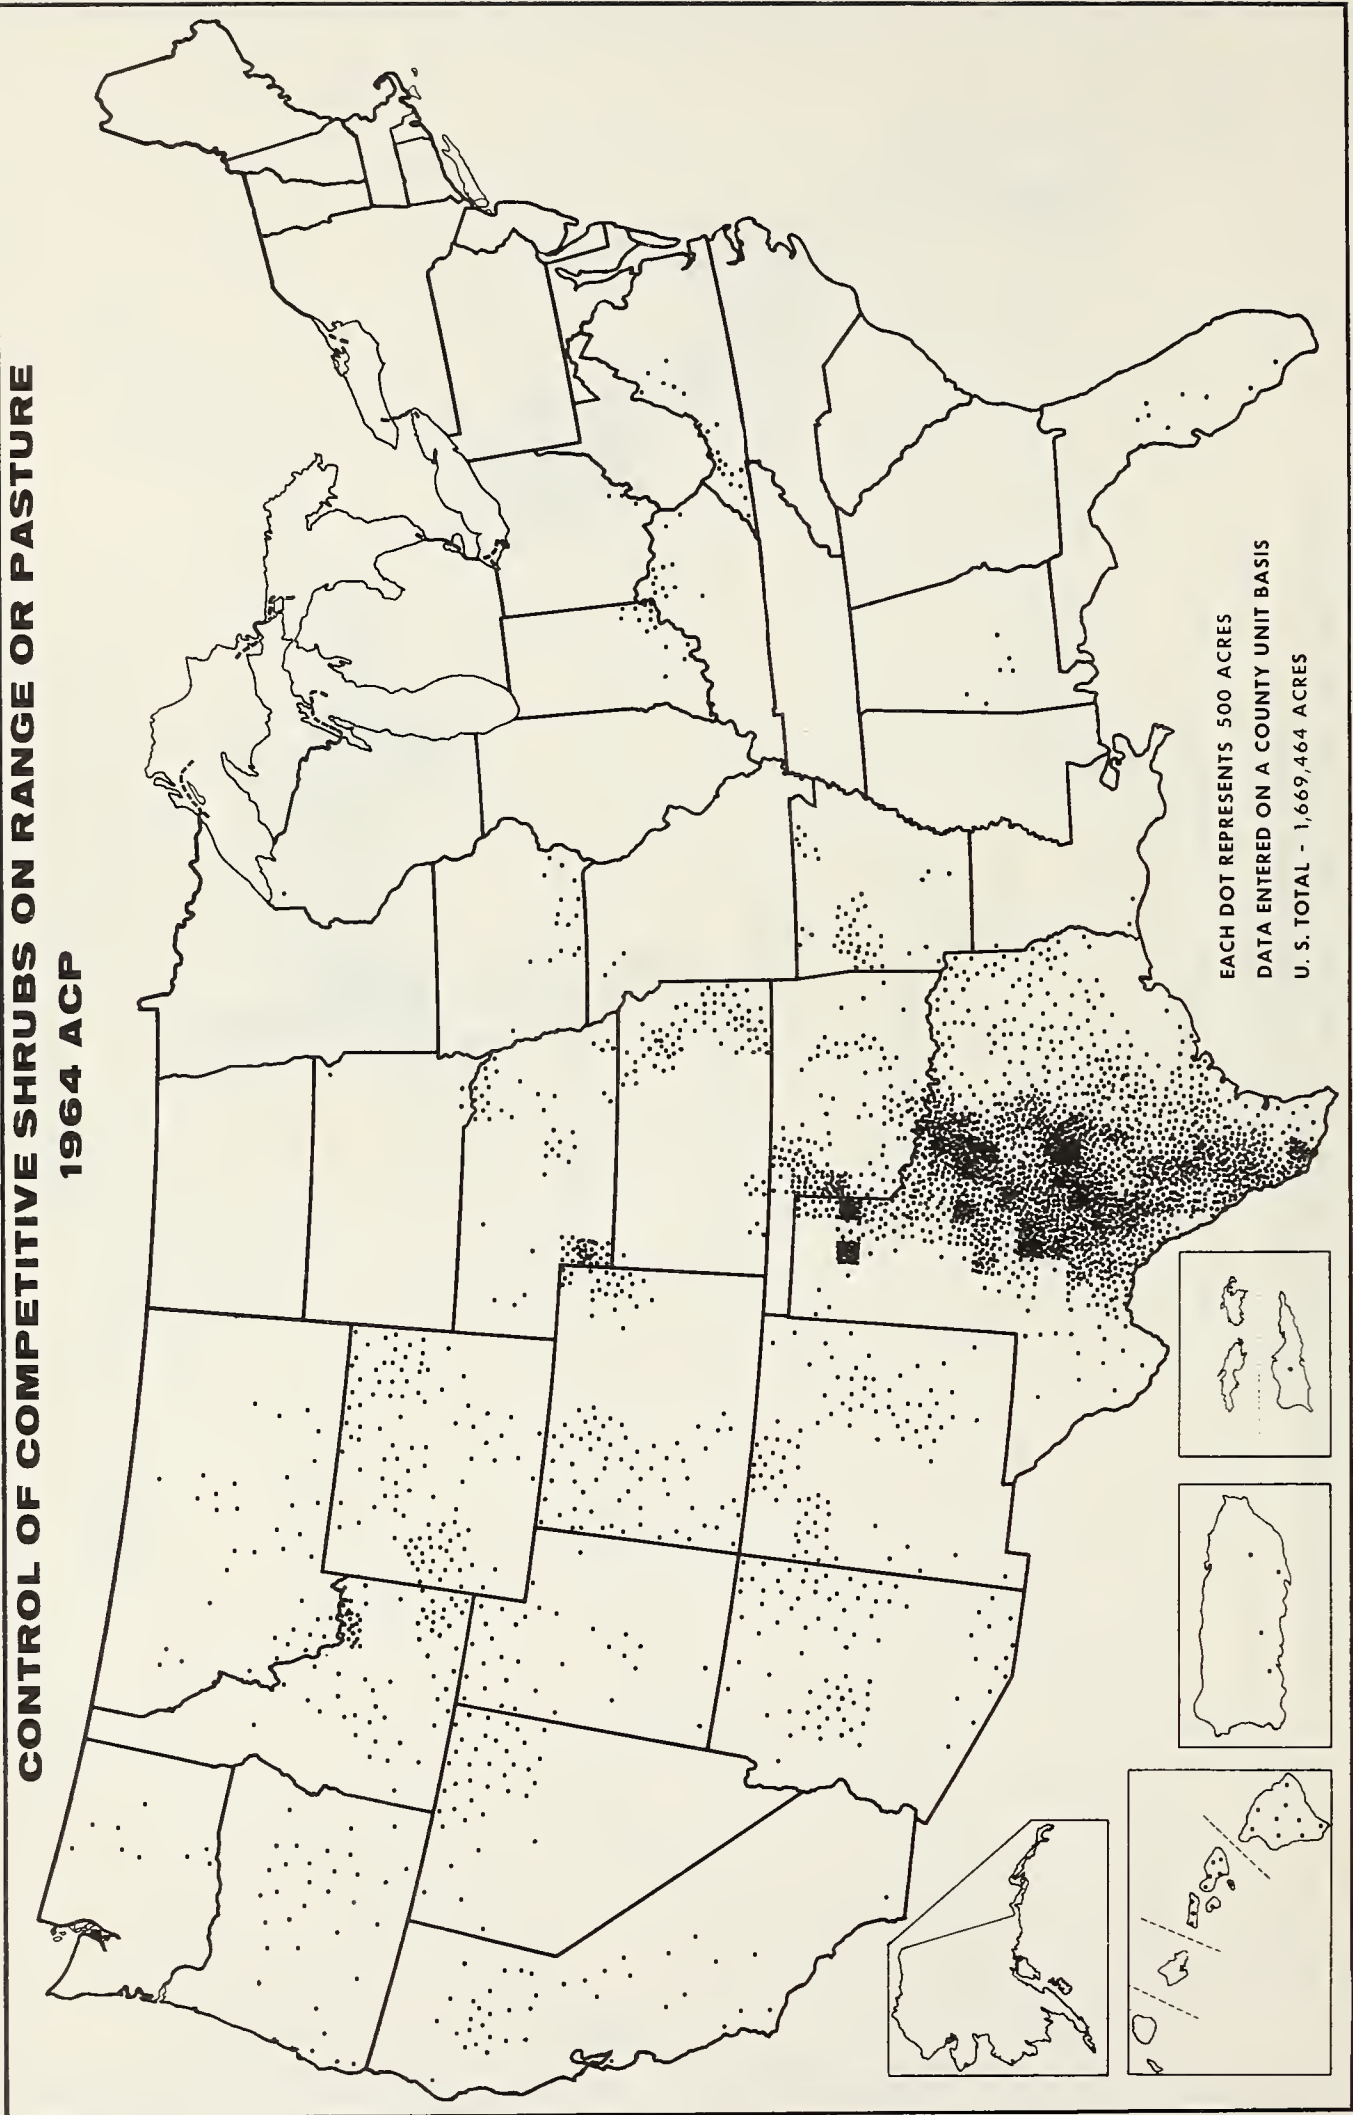 CONTROL OF COMPETITIVE SHRUBS ON RANGE OR PASTURE
1964 ACP
EACH DOT REPRESENTS 500 ACRES
DATA ENTERED ON A COUNTY UNIT BASIS
U. S. TOTAL - 1,669,464 ACRES